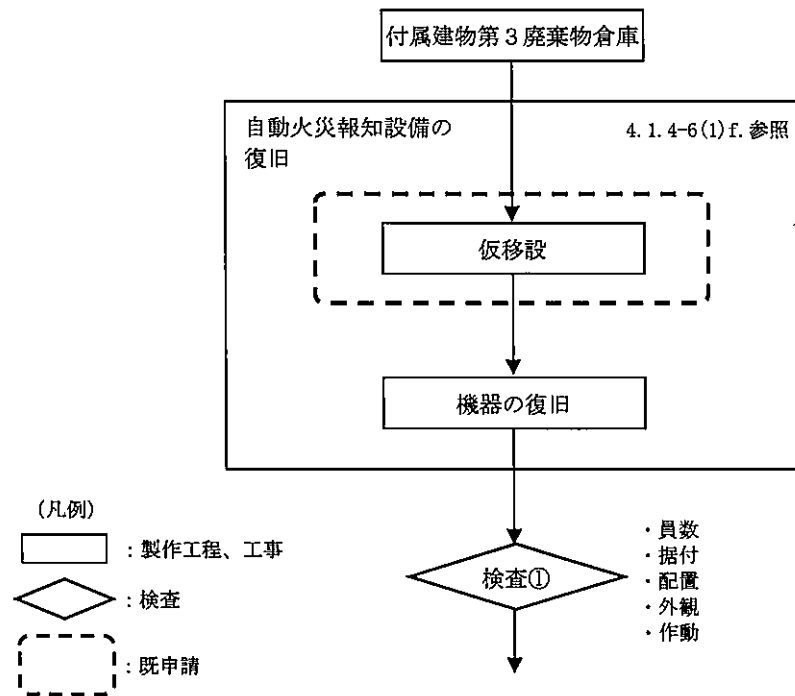 付属建物第３廃棄物倉庫
自動火災報知設備の
復旧
4.1.4-6(1)f.参照
仮移設
機器の復旧
検査①
・員数
・据付
・配置
・外観
・作動
(凡例)
：製作工程、工事
：検査
：既申請